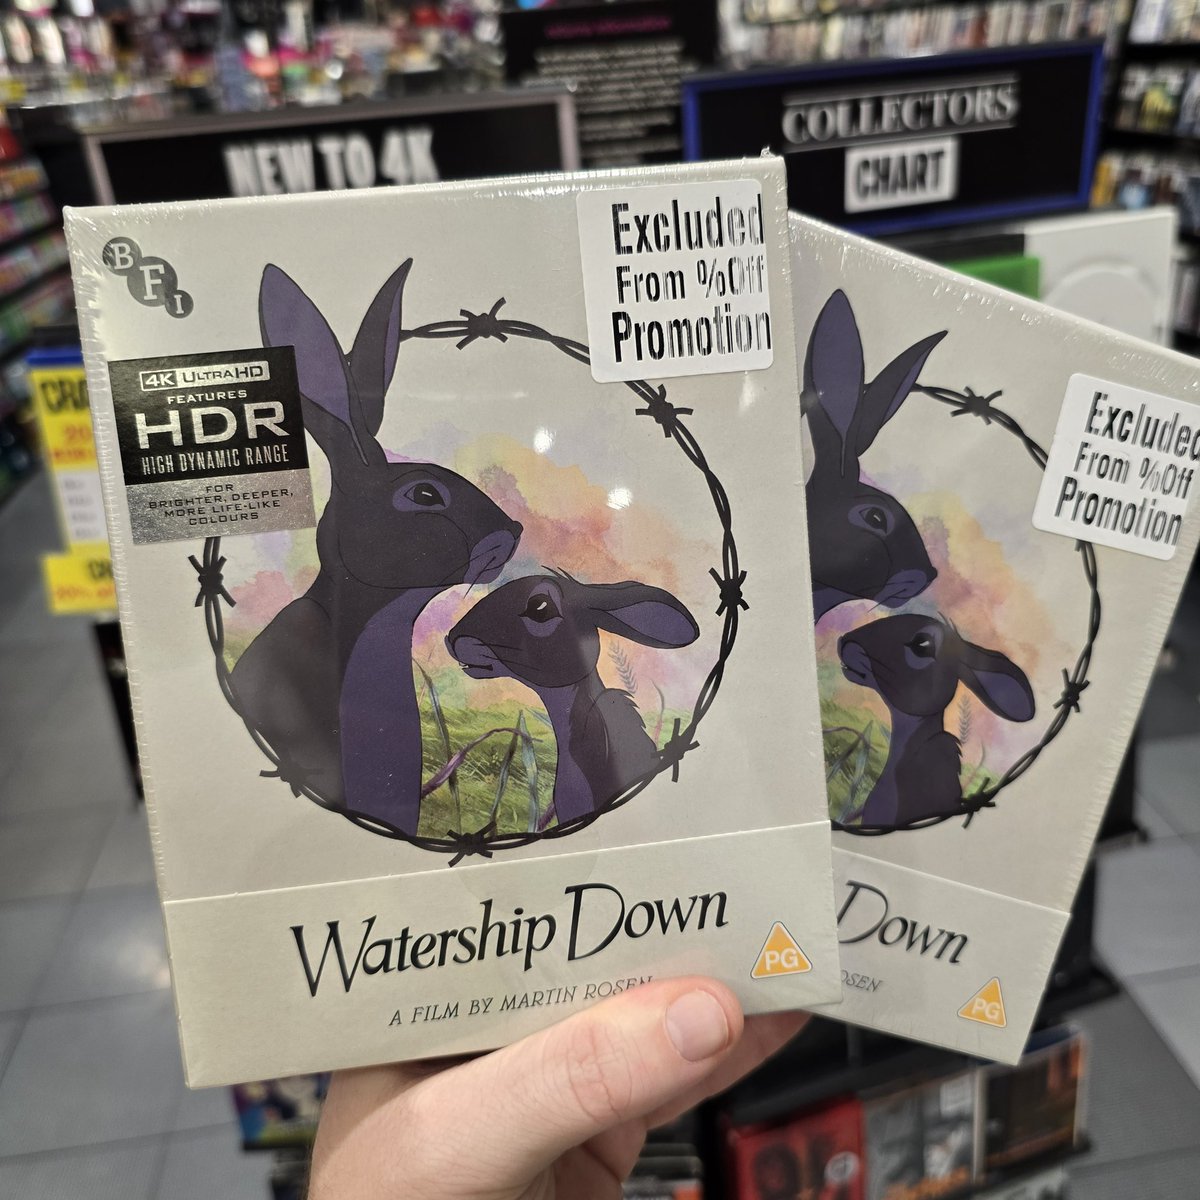 NEW TO 4K
COLLECTORS
CHART
BFI
Excluded
From %Off
Promotion
4K ULTRA HD
FEATURES
HDR
HIGH DYNAMIC RANGE
FOR
BRIGHTER, DEEPER,
MORE LIFE-LIKE
COLOURS
Watership Down
A FILM BY MARTIN ROSEN
PG
Excluded
From %Off
Promotion
Down
OSEN
PG